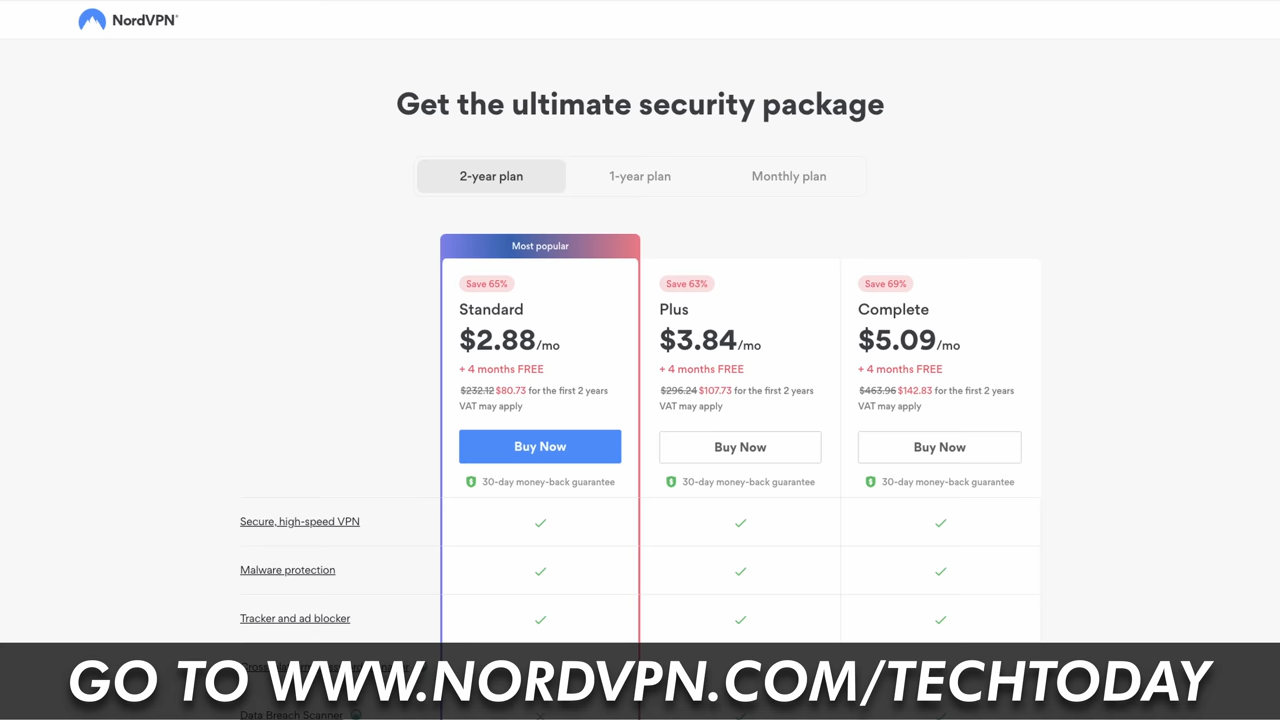 NordVPN®
Get the ultimate security package
2-year plan
1-year plan
Monthly plan
Most popular
Save 65%
Standard
$2.88/mo
+ 4 months FREE
$232.12 $80.73 for the first 2 years
VAT may apply
Buy Now
30-day money-back guarantee
Save 63%
Plus
$3.84/mo
+ 4 months FREE
$296.24 $107.73 for the first 2 years
VAT may apply
Buy Now
30-day money-back guarantee
Save 69%
Complete
$5.09/mo
+ 4 months FREE
$463.96 $142.83 for the first 2 years
VAT may apply
Buy Now
30-day money-back guarantee
Secure, high-speed VPN
Malware protection
Tracker and ad blocker
GO TO WWW.NORDVPN.COM/TECHTODAY
Data Breach Scanner